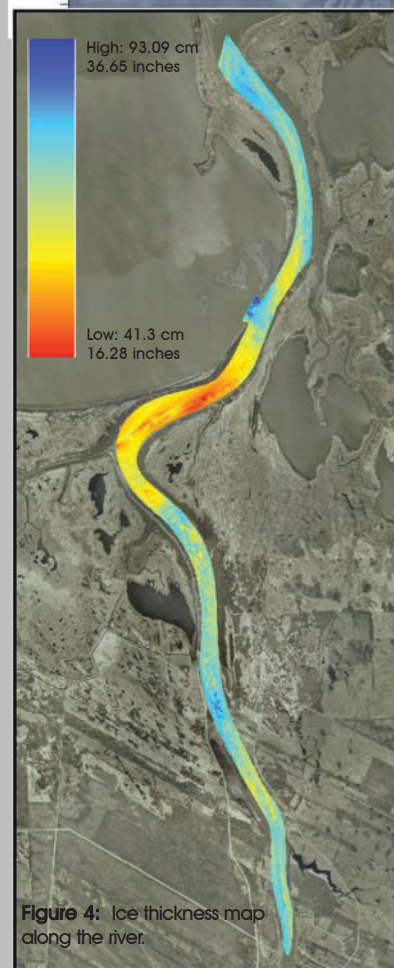 High: 93.09 cm
36.65 inches
Low: 41.3 cm
16.28 inches
Figure 4: Ice thickness map
along the river.